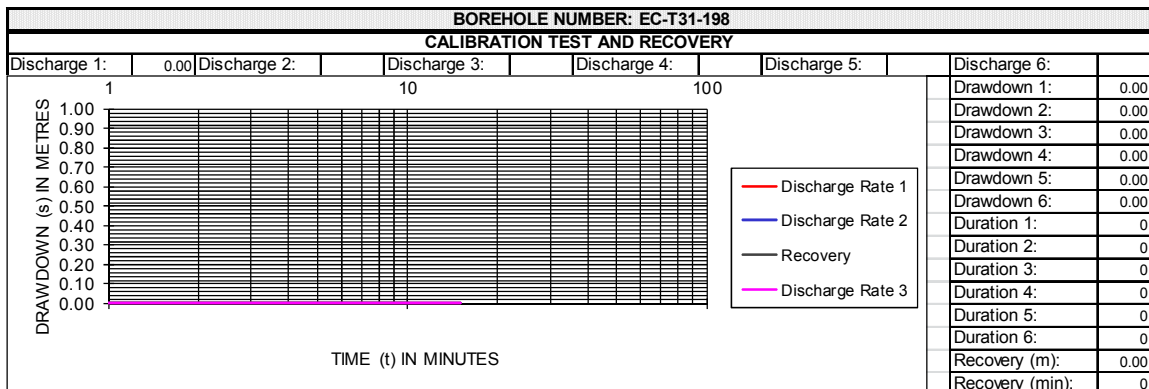 BOREHOLE NUMBER: EC-T31-198
CALIBRATION TEST AND RECOVERY
Discharge 1: 0.00 Discharge 2: Discharge 3: Discharge 4: Discharge 5: Discharge 6:
1 10 100
DRAWDOWN (s) IN METRES
1.00
0.90
0.80
0.70
0.60
0.50
0.40
0.30
0.20
0.10
0.00
TIME (t) IN MINUTES
Discharge Rate 1
Discharge Rate 2
Recovery
Discharge Rate 3
Drawdown 1: 0.00
Drawdown 2: 0.00
Drawdown 3: 0.00
Drawdown 4: 0.00
Drawdown 5: 0.00
Drawdown 6: 0.00
Duration 1: 0
Duration 2: 0
Duration 3: 0
Duration 4: 0
Duration 5: 0
Duration 6: 0
Recovery (m): 0.00
Recovery (min): 0